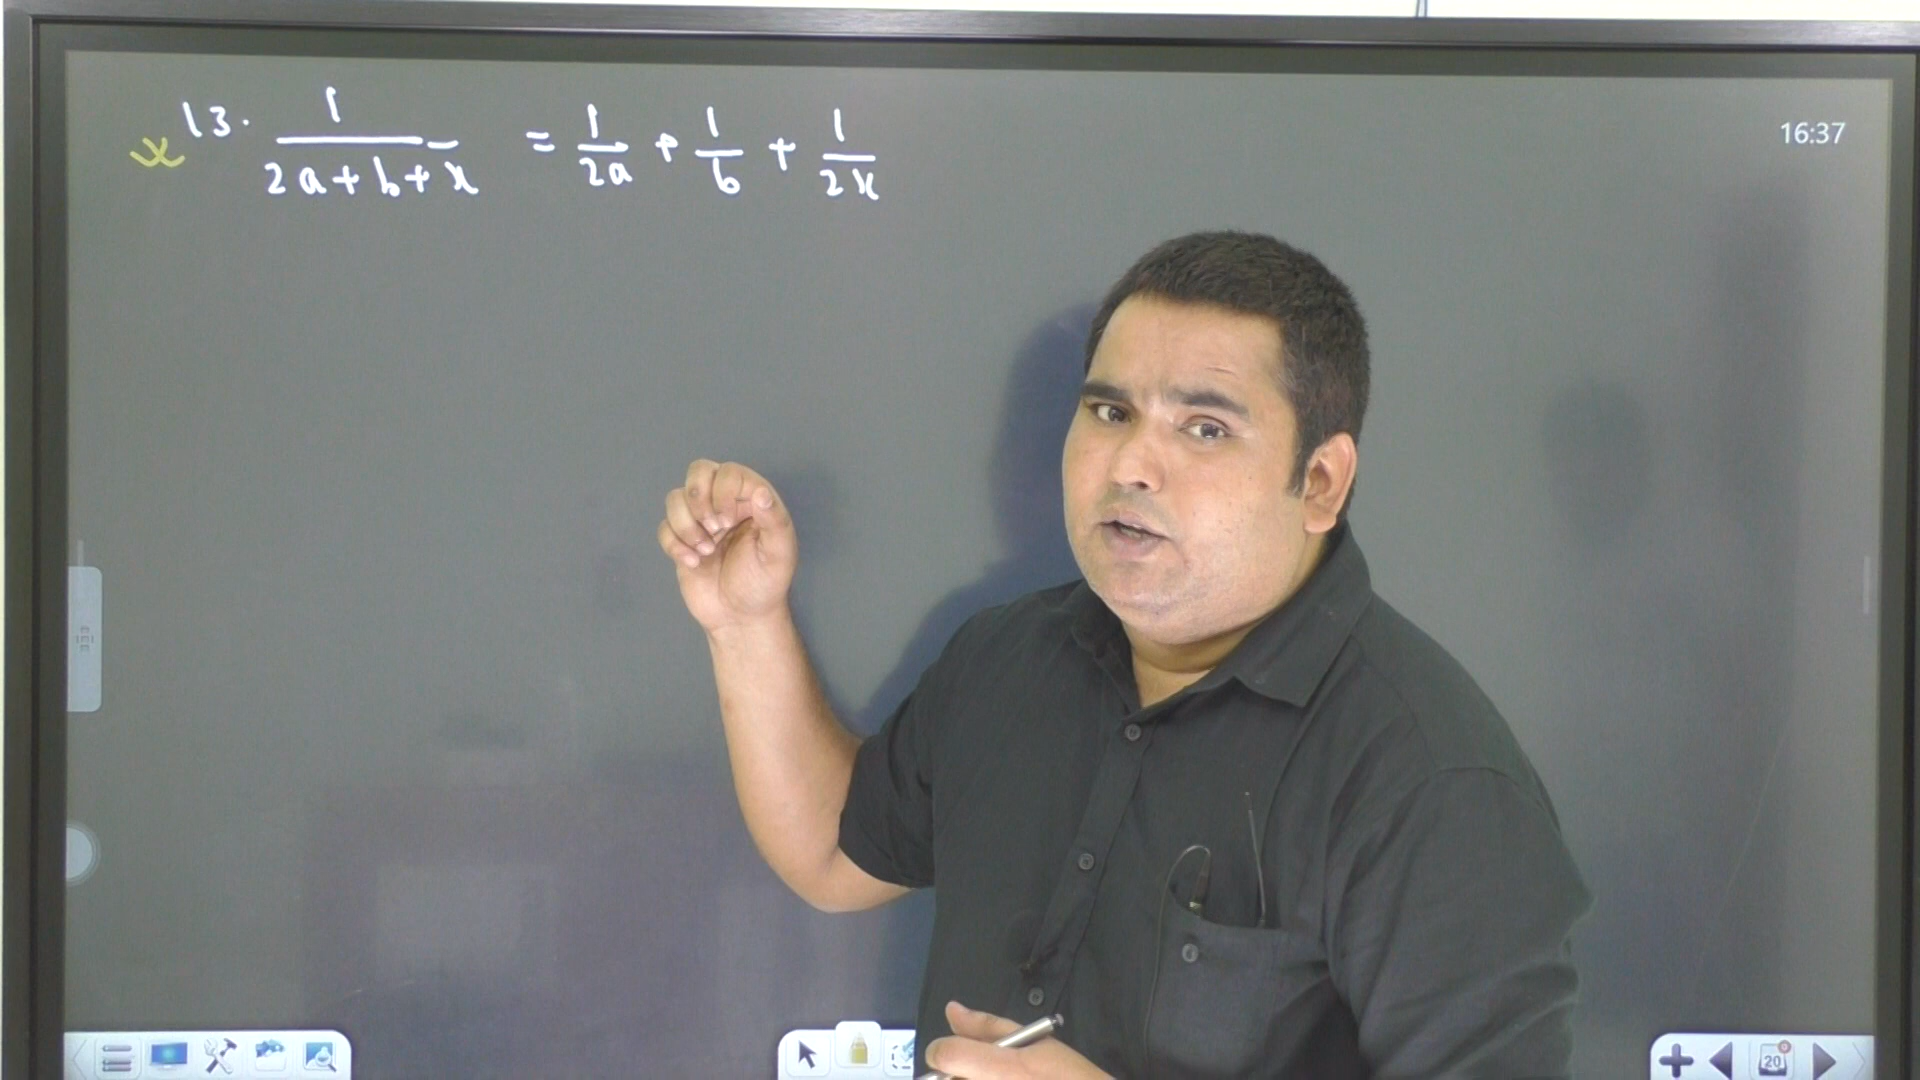 13. 1/(2a+b+x) = 1/2a + 1/b + 1/2x
16:37
20